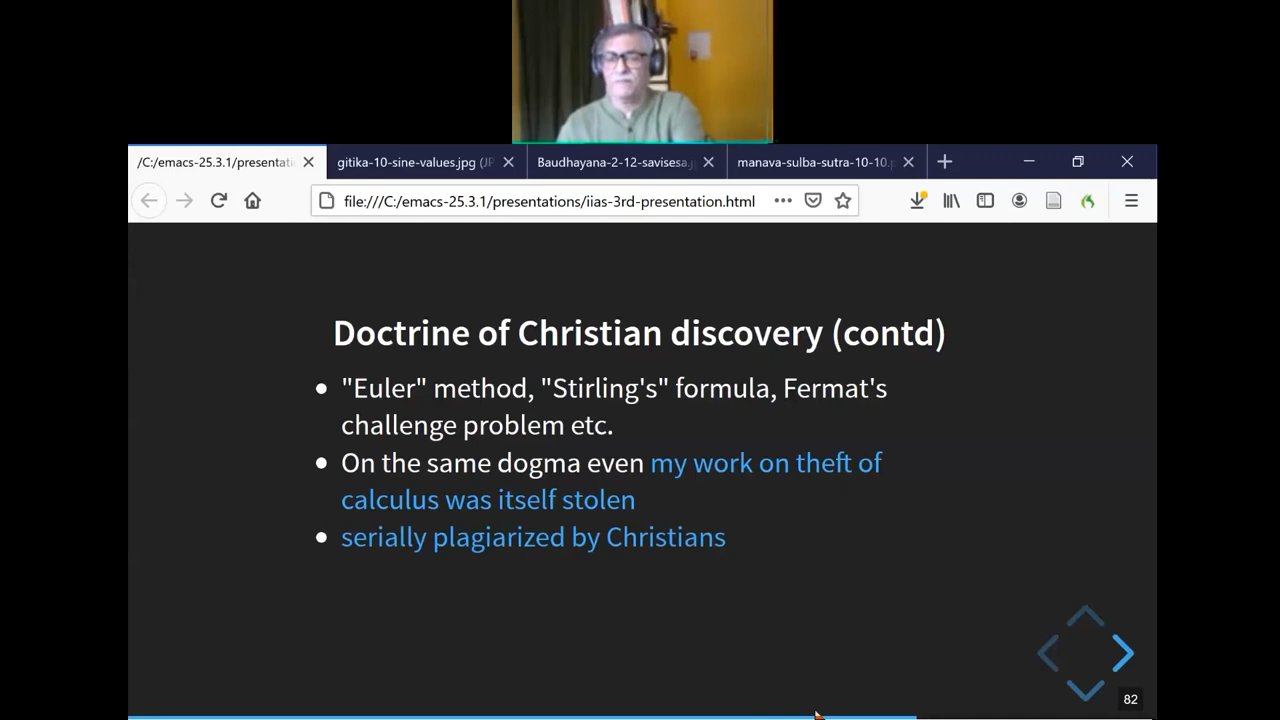 /C:/emacs-25.3.1/presentati
gitika-10-sine-values.jpg (JP
Baudhayana-2-12-savisesa.j
manava-sulba-sutra-10-10.
file:///C:/emacs-25.3.1/presentations/iias-3rd-presentation.html
Doctrine of Christian discovery (contd)
"Euler" method, "Stirling's" formula, Fermat's
challenge problem etc.
On the same dogma even my work on theft of
calculus was itself stolen
serially plagiarized by Christians
82